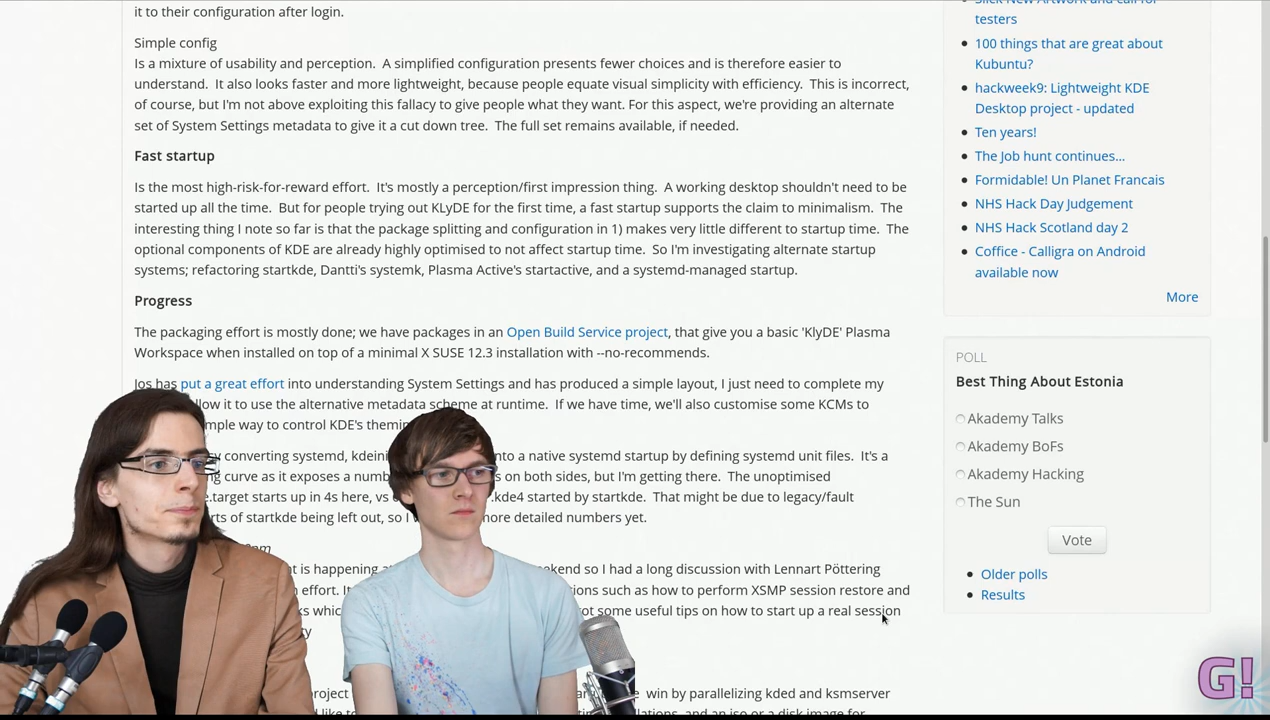 it to their configuration after login.
Simple config
Is a mixture of usability and perception. A simplified configuration presents fewer choices and is therefore easier to
understand. It also looks faster and more lightweight, because people equate visual simplicity with efficiency. This is incorrect,
of course, but I'm not above exploiting this fallacy to give people what they want. For this aspect, we're providing an alternate
set of System Settings metadata to give it a cut down tree. The full set remains available, if needed.
Fast startup
Is the most high-risk-for-reward effort. It's mostly a perception/first impression thing. A working desktop shouldn't need to be
started up all the time. But for people trying out KLyDE for the first time, a fast startup supports the claim to minimalism. The
interesting thing I note so far is that the package splitting and configuration in 1) makes very little different to startup time. The
optional components of KDE are already highly optimised to not affect startup time. So I'm investigating alternate startup
systems; refactoring startkde, Dantti's systemk, Plasma Active's startactive, and a systemd-managed startup.
Progress
The packaging effort is mostly done; we have packages in an Open Build Service project, that give you a basic 'KlyDE' Plasma
Workspace when installed on top of a minimal X SUSE 12.3 installation with --no-recommends.
Jos has put a great effort into understanding System Settings and has produced a simple layout, I just need to complete my
allow it to use the alternative metadata scheme at runtime. If we have time, we'll also customise some KCMs to
simple way to control KDE's
converting systemd, into a native systemd startup by defining systemd unit files. It's a
curve as it exposes a on both sides, but I'm getting there. The unoptimised
.target starts up in 4s here, vs .kde4 started by startkde. That might be due to legacy/fault
of startkde being left out, so I more detailed numbers yet.
is happening so I had a long discussion with Lennart Pöttering
effort. such as how to perform XSMP session restore and
some useful tips on how to start up a real session
win by parallelizing kded and ksmserver
and an iso or a disk image for
Slick New Artwork and call for
testers
100 things that are great about
Kubuntu?
hackweek9: Lightweight KDE
Desktop project - updated
Ten years!
The Job hunt continues...
Formidable! Un Planet Francais
NHS Hack Day Judgement
NHS Hack Scotland day 2
Coffice - Calligra on Android
available now
More
POLL
Best Thing About Estonia
Akademy Talks
Akademy BoFs
Akademy Hacking
The Sun
Vote
Older polls
Results
G!